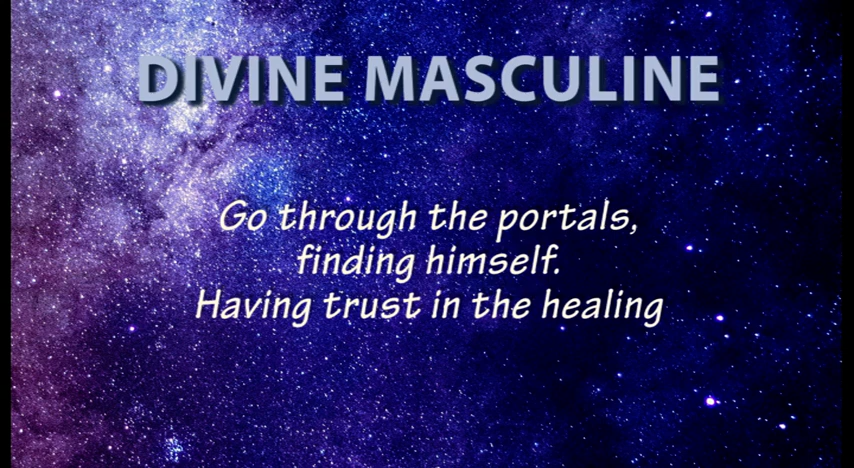 DIVINE MASCULINE
Go through the portals,
finding himself.
Having trust in the healing